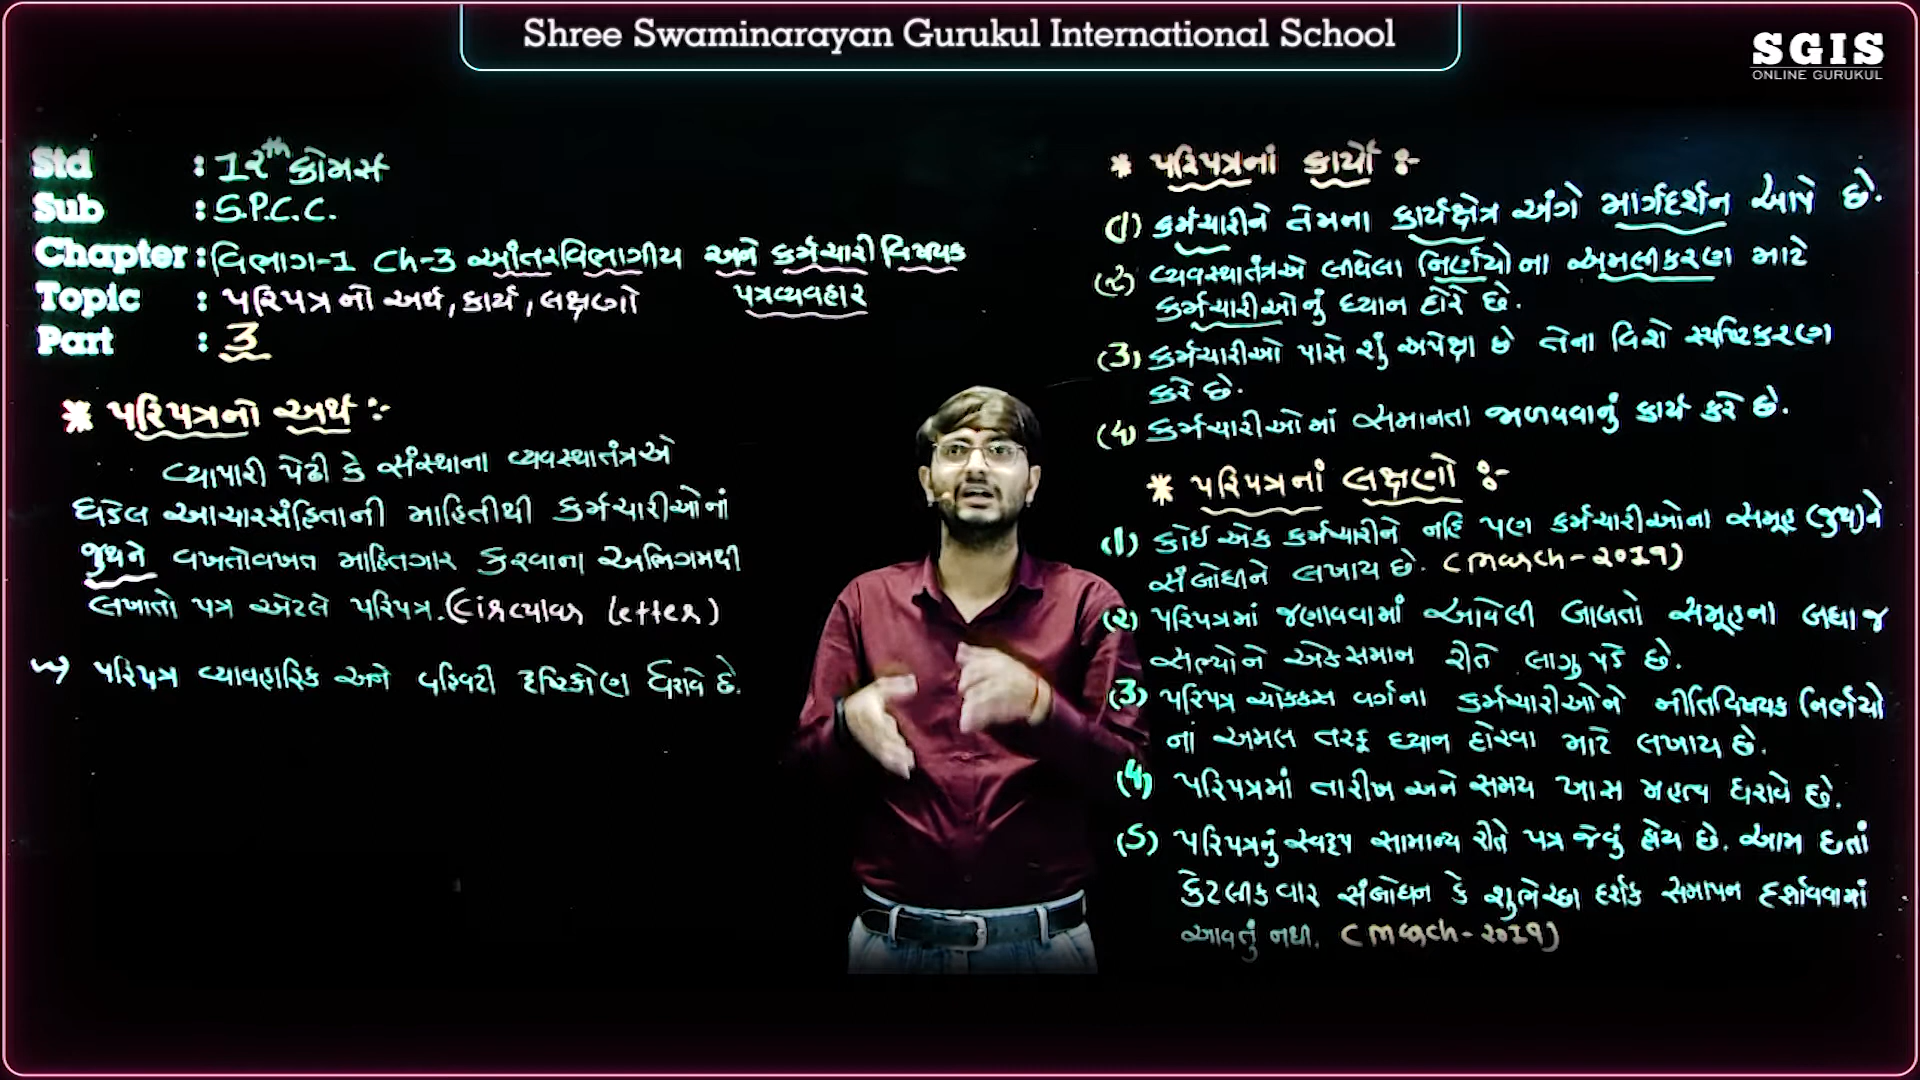 Shree Swaminarayan Gurukul International School
SGIS
ONLINE GURUKUL
Std : 1૨th કોમર્સ
Sub : S.P.C.C.
Chapter : વિભાગ-1 Ch-3 આંતરવિભાગીય અને કર્મચારી વિષયક
પત્રવ્યવહાર
Topic : પરિપત્ર નો અર્થ, કાર્ય, લક્ષણો
Part : 3
* પરિપત્રનો અર્થ :-
વ્યાપારી પેઢી કે સંસ્થાના વ્યવસ્થાતંત્રએ
ઘડેલ આચારસંહિતાની માહિતીથી કર્મચારીઓનાં
જુથને વખતોવખત માહિતગાર કરવાના અભિગમથી
લખાતો પત્ર એટલે પરિપત્ર. letter)
પરિપત્ર વ્યાવહારિક અને વહિવટી દૃષ્ટિકોણ ધરાવે છે.
* પરિપત્રનાં કાર્યો :-
(1) કર્મચારીને તેમના કાર્યક્ષેત્ર અંગે માર્ગદર્શન આપે છે.
(૨) વ્યવસ્થાતંત્રએ લીધેલા નિર્ણયોના અમલીકરણ માટે
કર્મચારીઓનું ધ્યાન દોરે છે.
(3) કર્મચારીઓ પાસે શું અપેક્ષા છે તેના વિશે સ્પષ્ટિકરણ
કરે છે.
(4) કર્મચારીઓમાં સમાનતા જાળવવાનું કાર્ય કરે છે.
* પરિપત્રનાં લક્ષણો :-
(1) કોઈ એક કર્મચારીને નહિ પણ કર્મચારીઓના સમૂહ (જુથ)ને
સંબોધીને લખાય છે. (March-૨019)
(૨) પરિપત્રમાં જણાવવામાં આવેલી બાબતો સમૂહના બધા જ
સભ્યોને એકસમાન રીતે લાગુ પડે છે.
(3) પરિપત્ર ચોક્કસ વર્ગના કર્મચારીઓને નીતિવિષયક નિર્ણયો
નાં અમલ તરફ ધ્યાન દોરવા માટે લખાય છે.
(4) પરિપત્રમાં તારીખ અને સમય ખાસ મહત્વ ધરાવે છે.
(5) પરિપત્રનું સ્વરૂપ સામાન્ય રીતે પત્ર જેવું હોય છે. આમ છતાં
કેટલીક વાર સંબોધન કે શુભેચ્છા દર્શક સમાપન દર્શાવવામાં
આવતું નથી. (March-૨019)